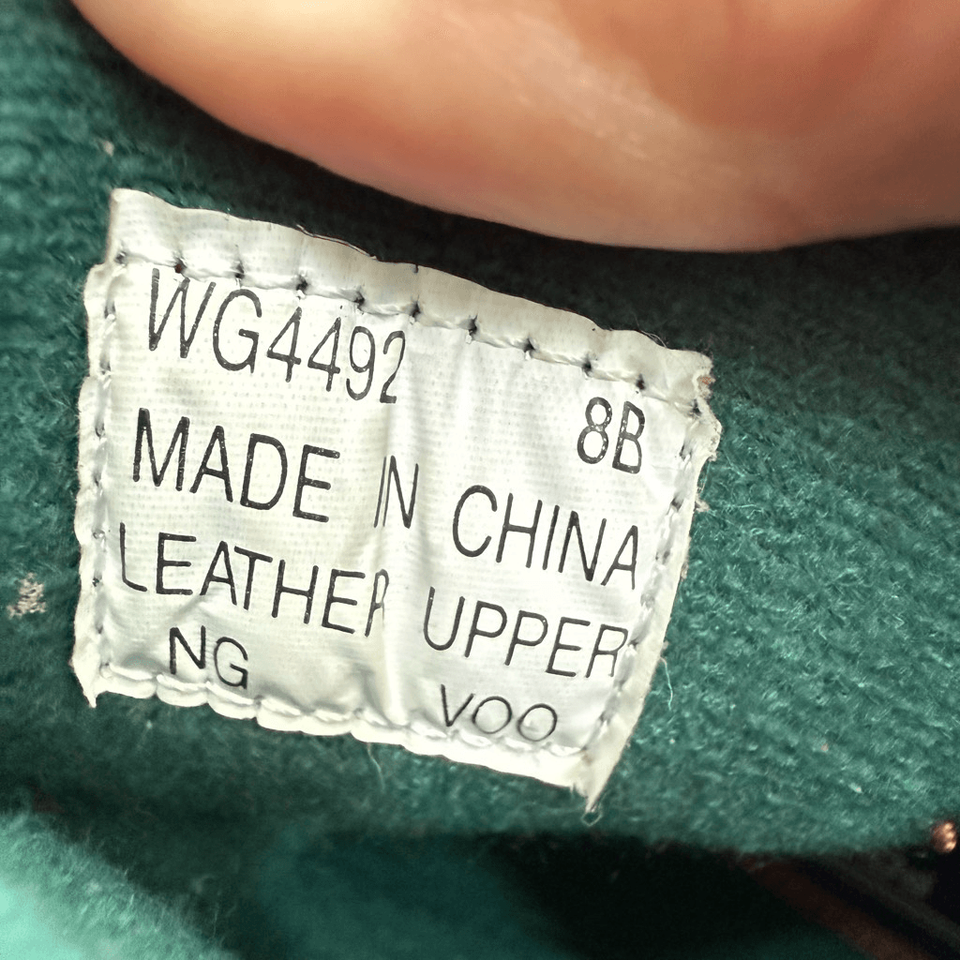 WG4492 8B
MADE IN CHINA
LEATHER UPPER
NG VOO